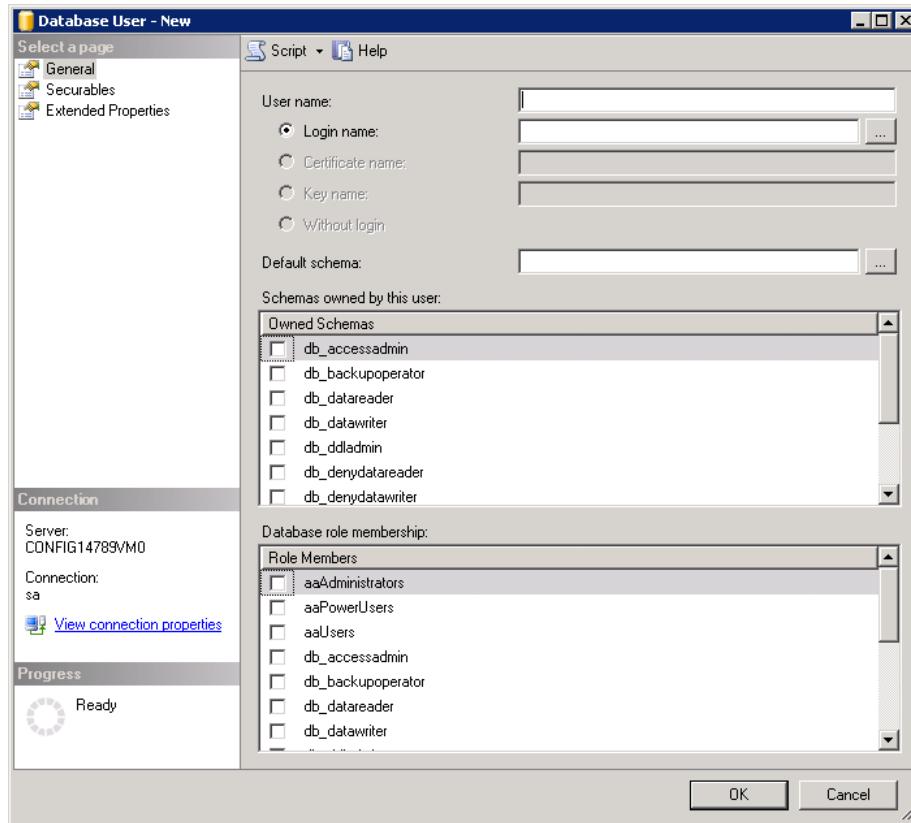 Database User - New
Select a page
General
Securables
Extended Properties
Script
Help
User name:
Login name:
...
Certificate name:
Key name:
Without login
Default schema:
...
Schemas owned by this user:
Owned Schemas
db_accessadmin
db_backupoperator
db_datareader
db_datawriter
db_ddladmin
db_denydatareader
db_denydatawriter
Connection
Server:
CONFIG14789VM0
Connection:
sa
View connection properties
Database role membership:
Role Members
aaAdministrators
aaPowerUsers
aaUsers
db_accessadmin
db_backupoperator
db_datareader
db_datawriter
Progress
Ready
OK
Cancel